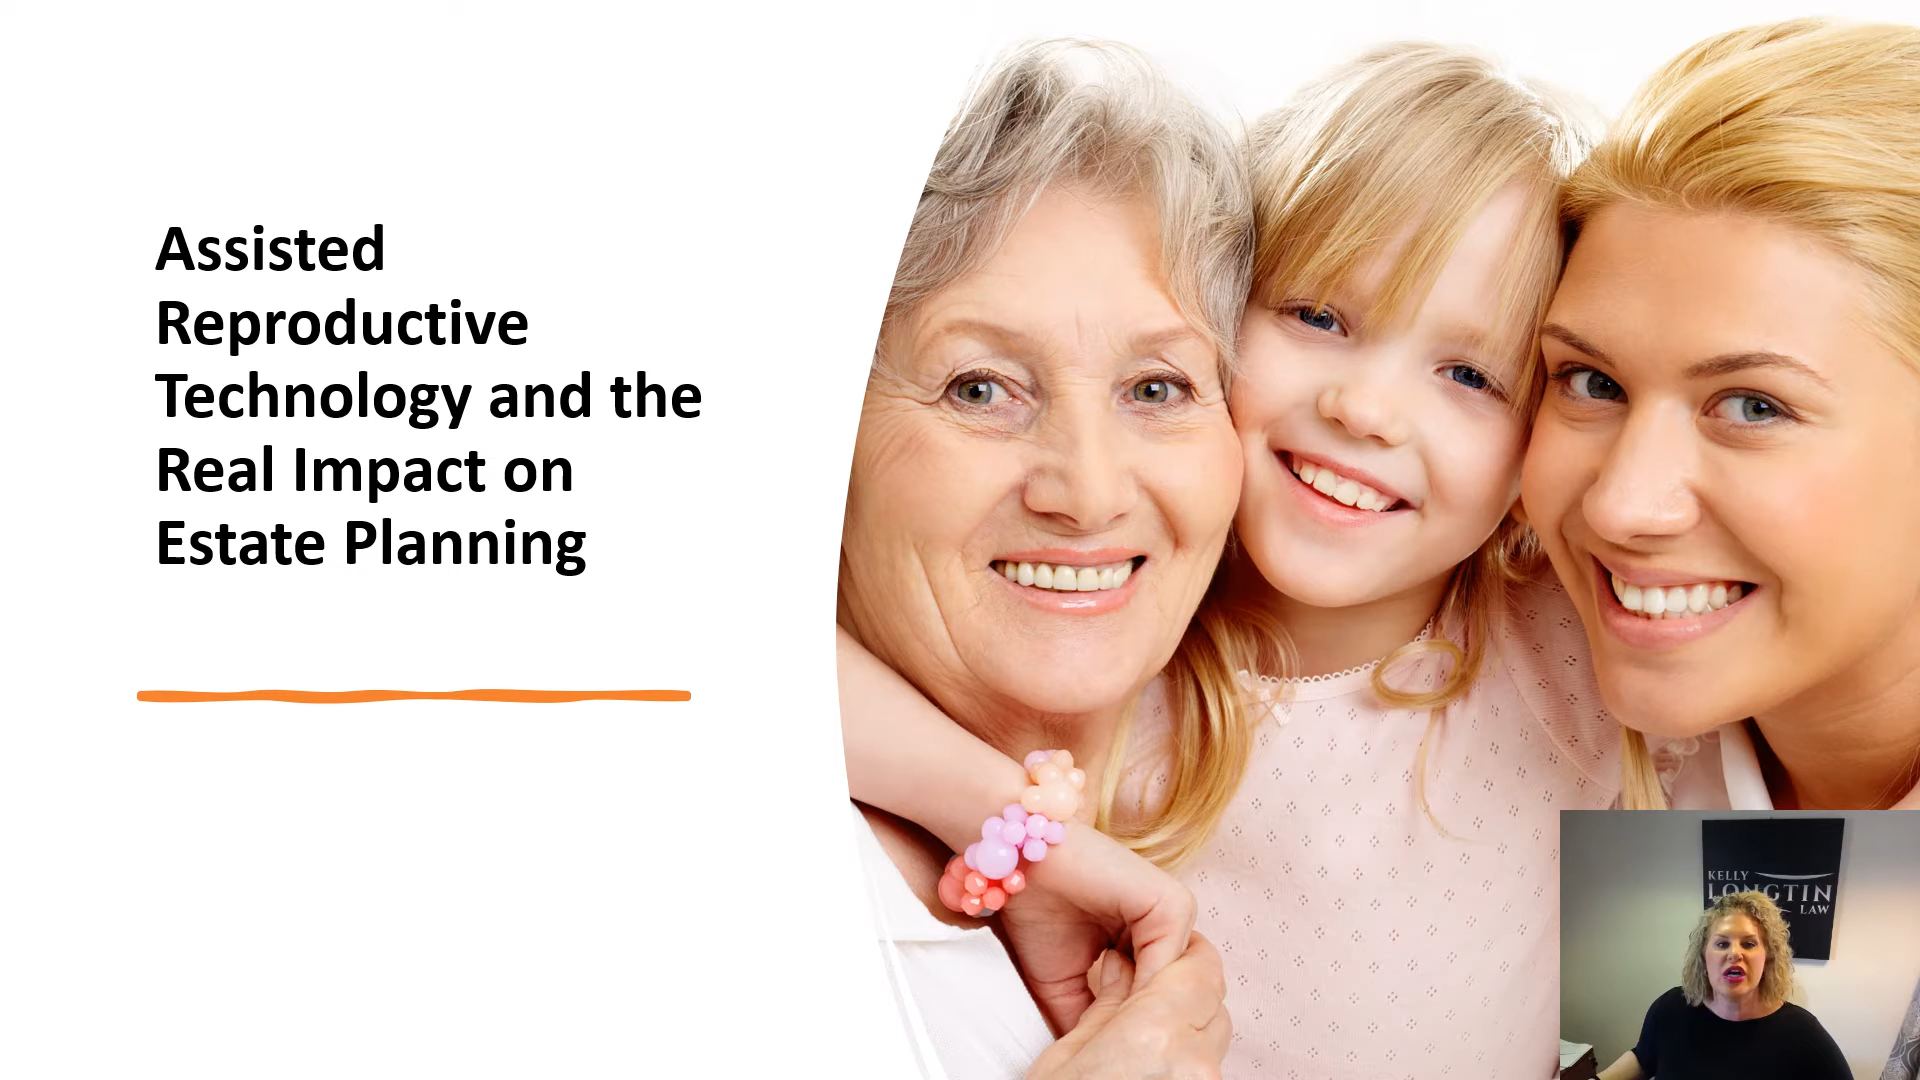 Assisted
Reproductive
Technology and the
Real Impact on
Estate Planning
KELLY
LONGTIN
LAW